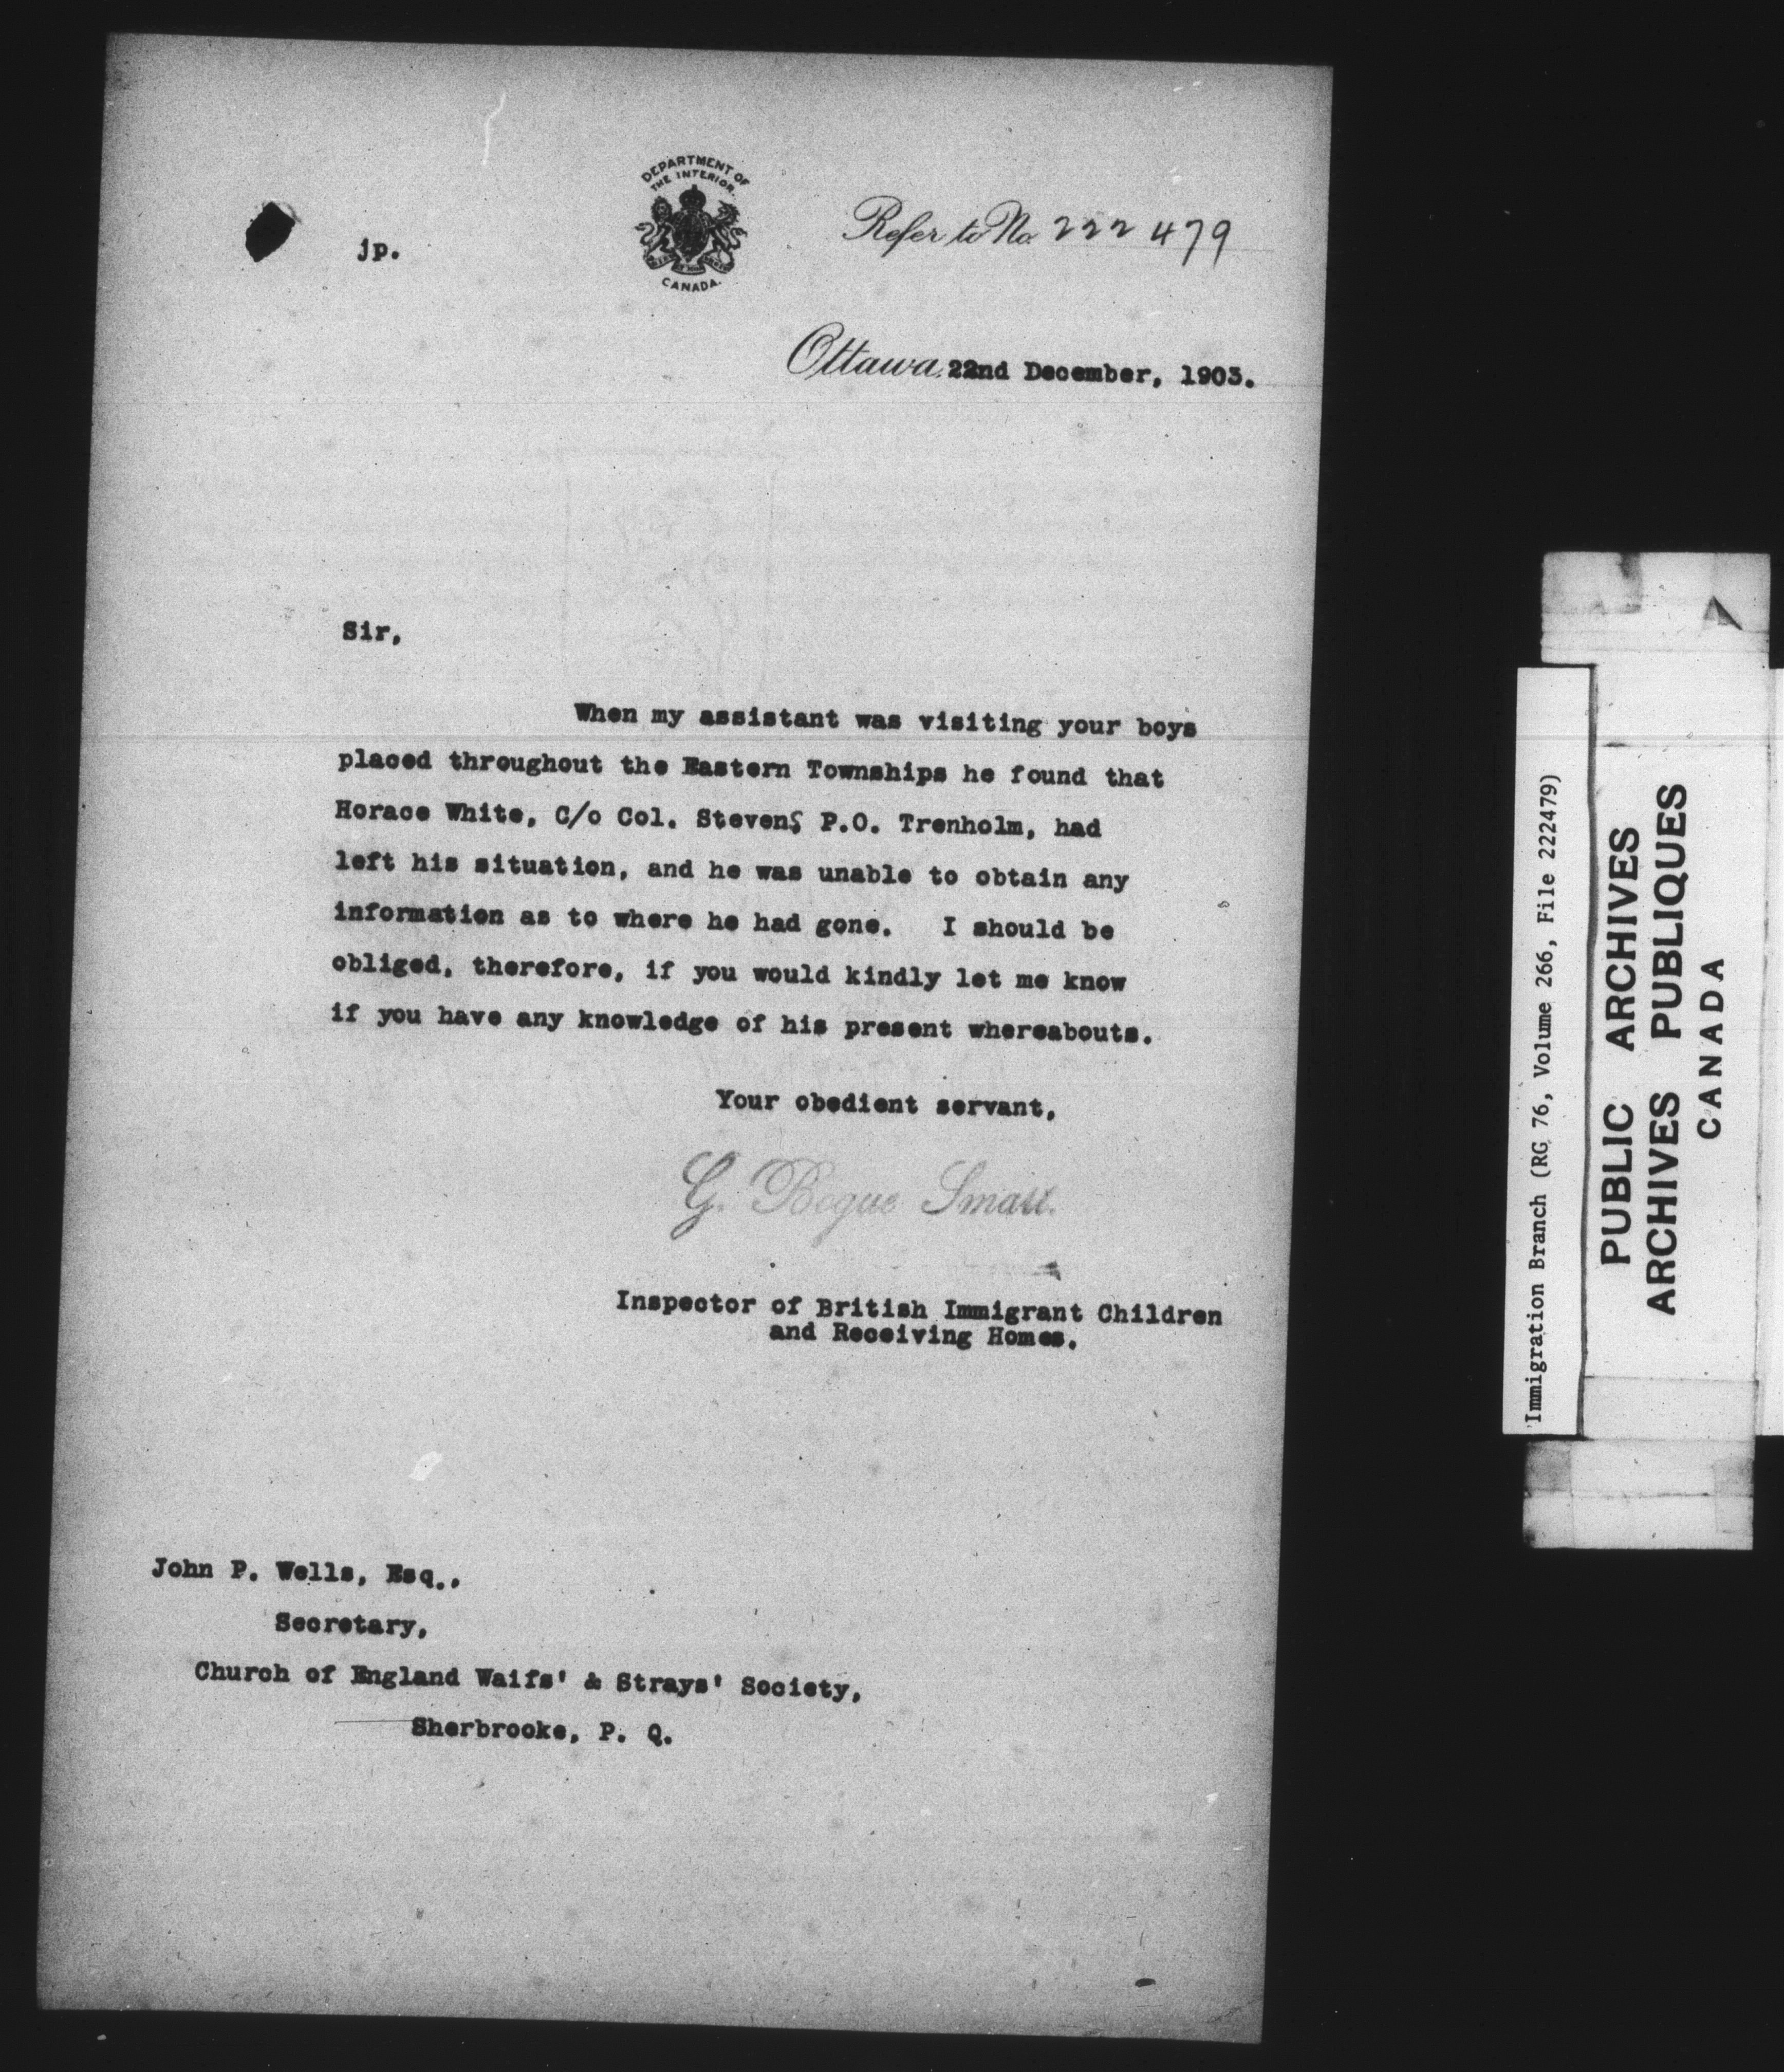 DEPARTMENT OF
THE INTERIOR.
CANADA.
jp.
Refer to No. 222479
Ottawa, 22nd December, 1903.
Sir,
When my assistant was visiting your boys
placed throughout the Eastern Townships he found that
Horace White, C/o Col. Stevens P.O. Trenholm, had
left his situation, and he was unable to obtain any
information as to where he had gone. I should be
obliged, therefore, if you would kindly let me know
if you have any knowledge of his present whereabouts.
Your obedient servant,
G. Bogue Smart.
Inspector of British Immigrant Children
and Receiving Homes.
John P. Wells, Esq.,
Secretary,
Church of England Waifs' & Strays' Society,
Sherbrooke, P. Q.
Immigration Branch (RG 76, Volume 266, File 222479)
PUBLIC ARCHIVES
ARCHIVES PUBLIQUES
CANADA